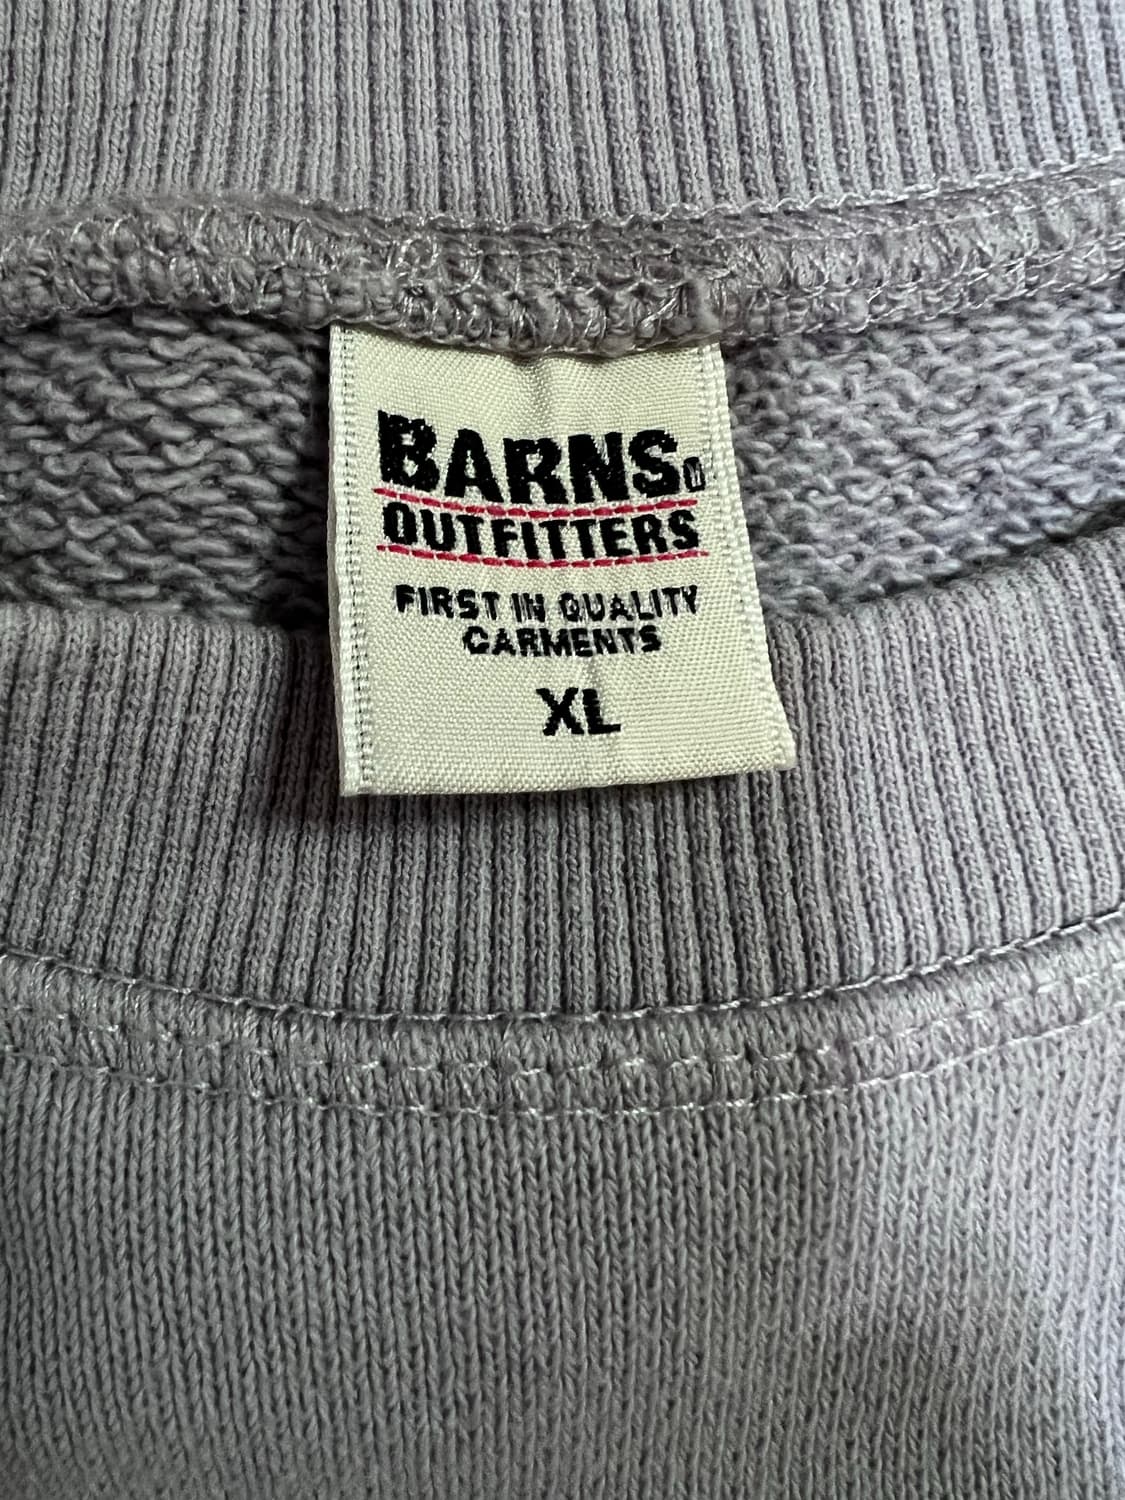 BARNS
OUTFITTERS
FIRST IN QUALITY
GARMENTS
XL